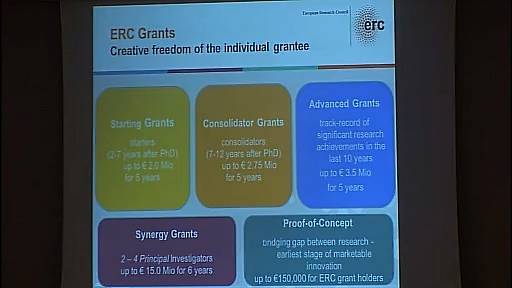 European Research Council
erc
ERC Grants
Creative freedom of the individual grantee
Starting Grants
starters
(2-7 years after PhD)
up to € 2.0 Mio
for 5 years
Consolidator Grants
consolidators
(7-12 years after PhD)
up to € 2.75 Mio
for 5 years
Advanced Grants
track-record of
significant research
achievements in the
last 10 years
up to € 3.5 Mio
for 5 years
Synergy Grants
2 – 4 Principal Investigators
up to € 15.0 Mio for 6 years
Proof-of-Concept
bridging gap between research -
earliest stage of marketable
innovation
up to €150,000 for ERC grant holders